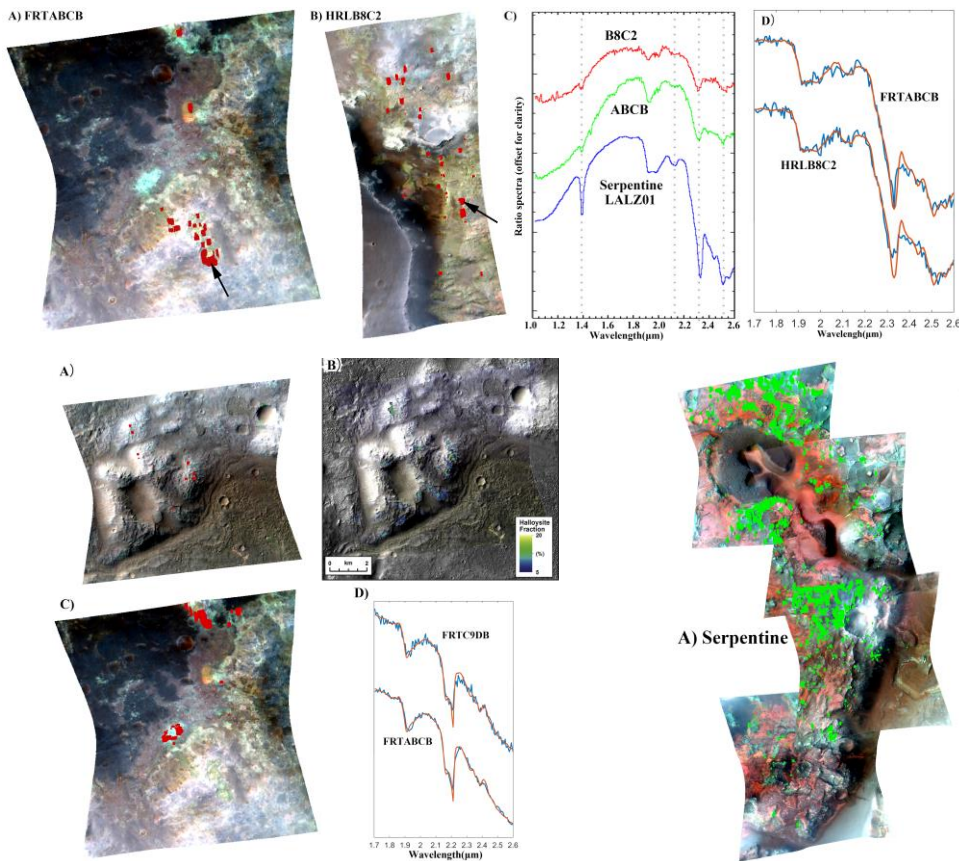 A) FRTABCB
B) HRLB8C2
C)
Ratio spectra (offset for clarity)
B8C2
ABCB
Serpentine
LALZ01
1.0 1.2 1.4 1.6 1.8 2.0 2.2 2.4 2.6
Wavelength(µm)
D)
FRTABCB
HRLB8C2
1.7 1.8 1.9 2 2.1 2.2 2.3 2.4 2.5 2.6
Wavelength(µm)
A)
B)
Halloysite
Fraction
20
(%)
5
km
0 2
C)
D)
FRTC9DB
FRTABCB
1.7 1.8 1.9 2 2.1 2.2 2.3 2.4 2.5 2.6
Wavelength(µm)
A) Serpentine